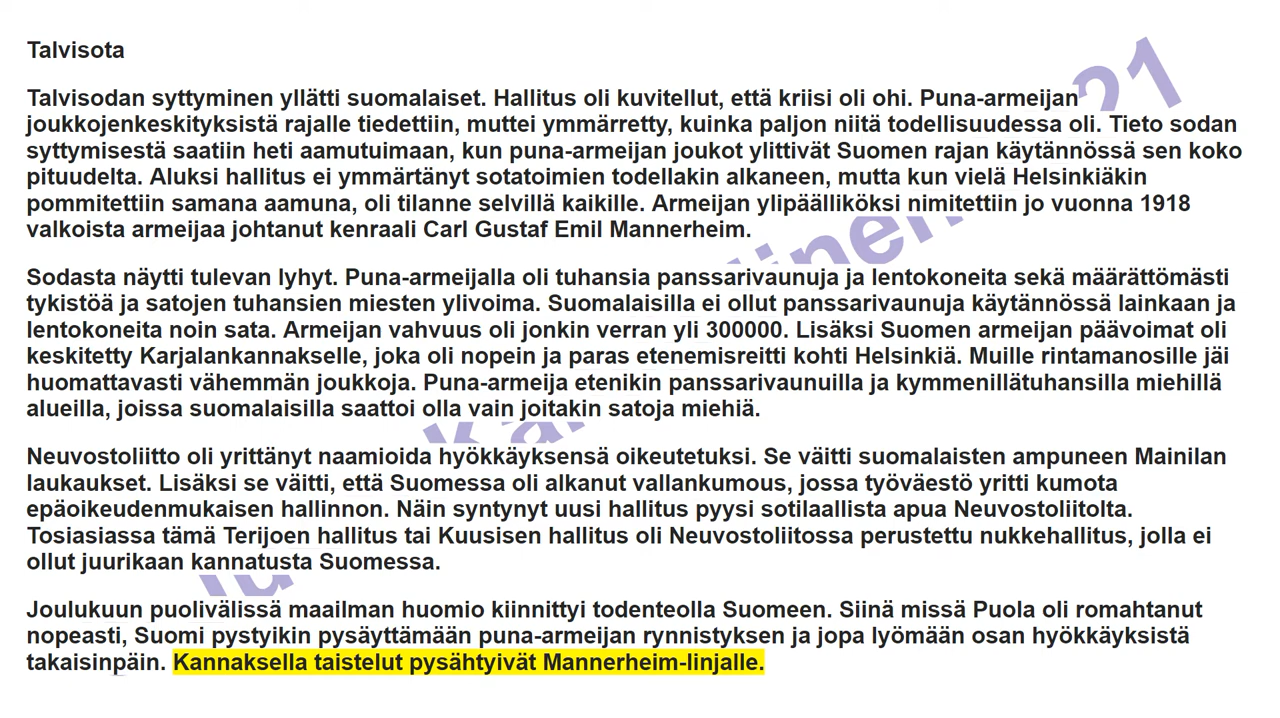 Talvisota
Talvisodan syttyminen yllätti suomalaiset. Hallitus oli kuvitellut, että kriisi oli ohi. Puna-armeijan
joukkojenkeskityksistä rajalle tiedettiin, muttei ymmärretty, kuinka paljon niitä todellisuudessa oli. Tieto sodan
syttymisestä saatiin heti aamutuimaan, kun puna-armeijan joukot ylittivät Suomen rajan käytännössä sen koko
pituudelta. Aluksi hallitus ei ymmärtänyt sotatoimien todellakin alkaneen, mutta kun vielä Helsinkiäkin
pommitettiin samana aamuna, oli tilanne selvillä kaikille. Armeijan ylipäälliköksi nimitettiin jo vuonna 1918
valkoista armeijaa johtanut kenraali Carl Gustaf Emil Mannerheim.
Sodasta näytti tulevan lyhyt. Puna-armeijalla oli tuhansia panssarivaunuja ja lentokoneita sekä määrättömästi
tykistöä ja satojen tuhansien miesten ylivoima. Suomalaisilla ei ollut panssarivaunuja käytännössä lainkaan ja
lentokoneita noin sata. Armeijan vahvuus oli jonkin verran yli 300000. Lisäksi Suomen armeijan päävoimat oli
keskitetty Karjalankannakselle, joka oli nopein ja paras etenemisreitti kohti Helsinkiä. Muille rintamanosille jäi
huomattavasti vähemmän joukkoja. Puna-armeija etenikin panssarivaunuilla ja kymmenillätuhansilla miehillä
alueilla, joissa suomalaisilla saattoi olla vain joitakin satoja miehiä.
Neuvostoliitto oli yrittänyt naamioida hyökkäyksensä oikeutetuksi. Se väitti suomalaisten ampuneen Mainilan
laukaukset. Lisäksi se väitti, että Suomessa oli alkanut vallankumous, jossa työväestö yritti kumota
epäoikeudenmukaisen hallinnon. Näin syntynyt uusi hallitus pyysi sotilaallista apua Neuvostoliitolta.
Tosiasiassa tämä Terijoen hallitus tai Kuusisen hallitus oli Neuvostoliitossa perustettu nukkehallitus, jolla ei
ollut juurikaan kannatusta Suomessa.
Joulukuun puolivälissä maailman huomio kiinnittyi todenteolla Suomeen. Siinä missä Puola oli romahtanut
nopeasti, Suomi pystyikin pysäyttämään puna-armeijan rynnistyksen ja jopa lyömään osan hyökkäyksistä
takaisinpäin. Kannaksella taistelut pysähtyivät Mannerheim-linjalle.
21